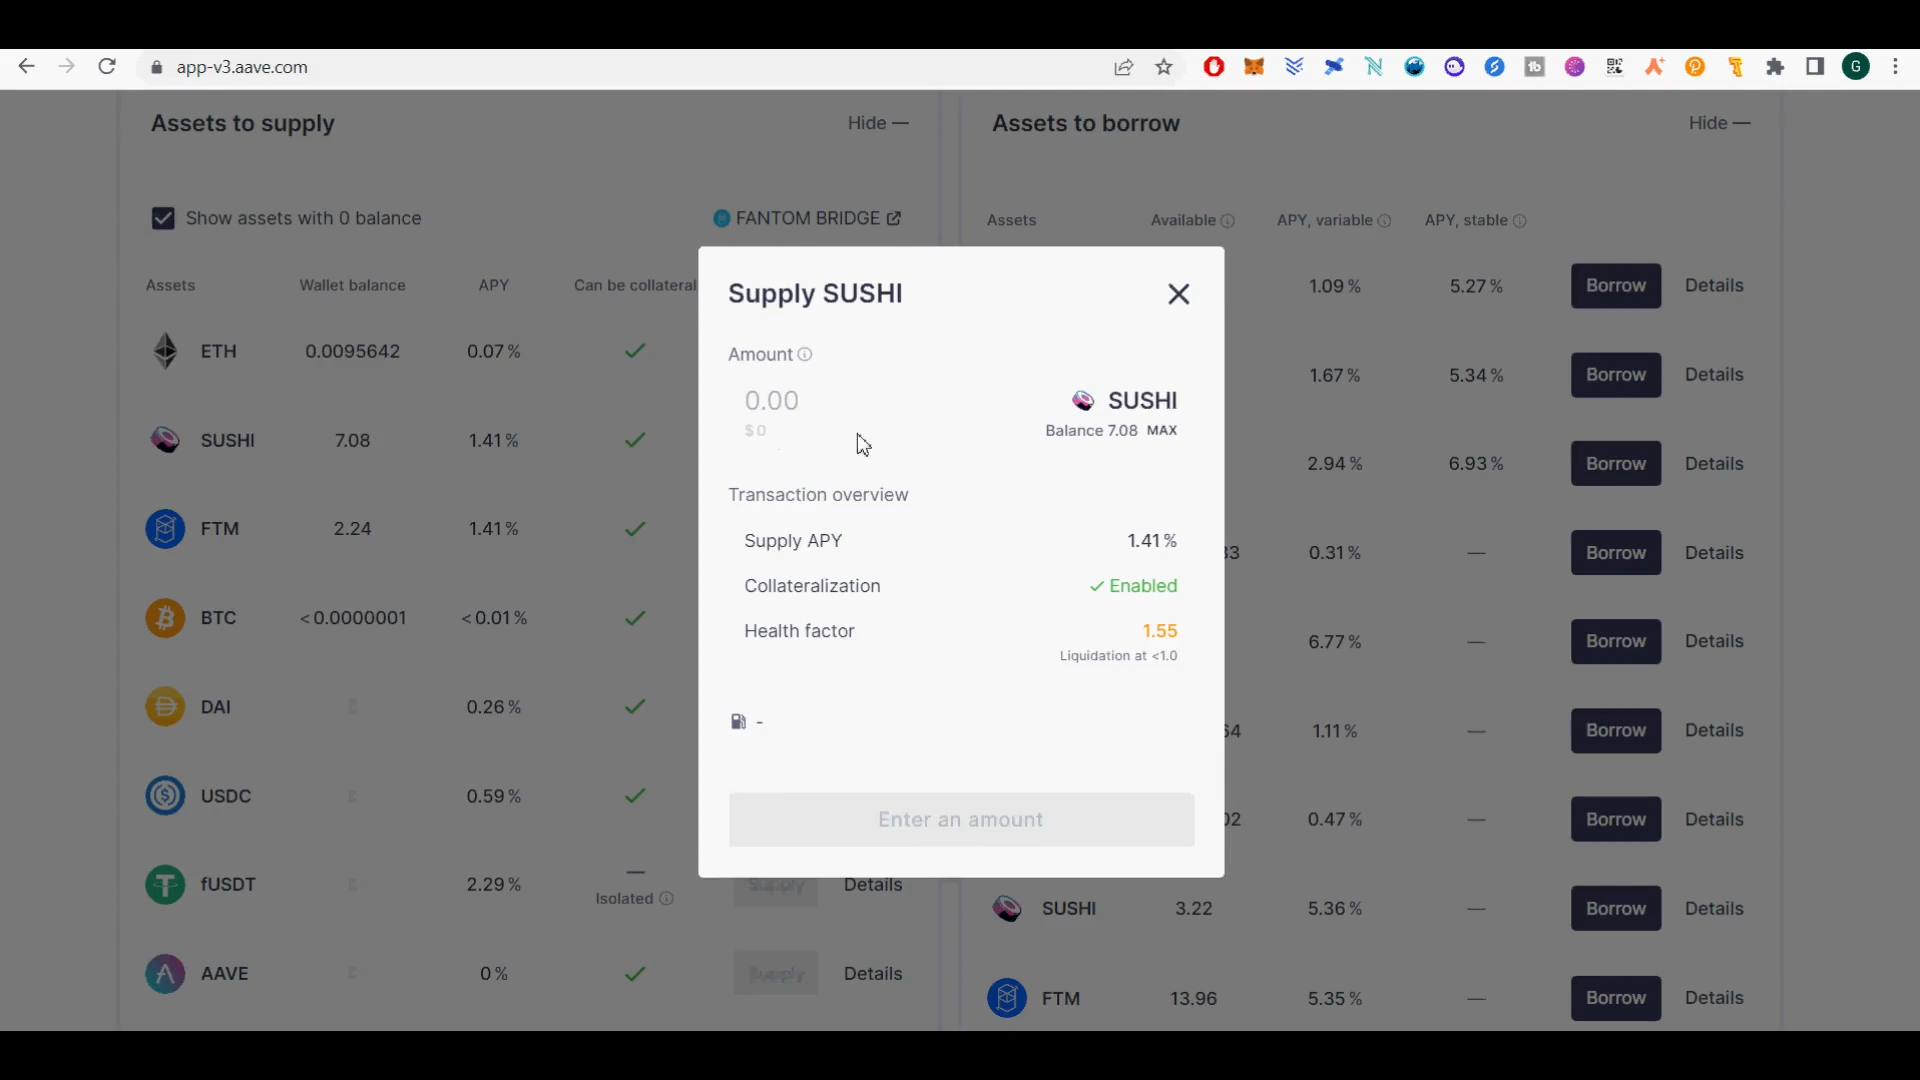 app-v3.aave.com
G
Assets to supply
Hide —
Assets to borrow
Hide —
Show assets with 0 balance
FANTOM BRIDGE
Assets
Available
APY, variable
APY, stable
Assets
Wallet balance
APY
Can be collateral
1.09 %
5.27 %
Borrow
Details
Supply SUSHI
ETH
0.0095642
0.07 %
Amount
1.67 %
5.34 %
Borrow
Details
0.00
SUSHI
$ 0
Balance 7.08 MAX
SUSHI
7.08
1.41 %
2.94 %
6.93 %
Borrow
Details
Transaction overview
FTM
2.24
1.41 %
Supply APY
1.41 %
33
0.31 %
—
Borrow
Details
Collateralization
Enabled
BTC
< 0.0000001
< 0.01 %
Health factor
1.55
Liquidation at <1.0
6.77 %
—
Borrow
Details
DAI
0.26 %
-
64
1.11 %
—
Borrow
Details
USDC
0.59 %
Enter an amount
02
0.47 %
—
Borrow
Details
fUSDT
2.29 %
—
Isolated
Supply
Details
SUSHI
3.22
5.36 %
—
Borrow
Details
AAVE
0 %
Supply
Details
FTM
13.96
5.35 %
—
Borrow
Details